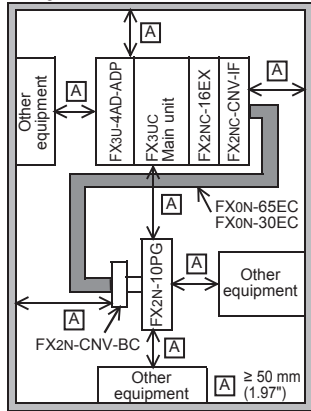 A
Other
equipment
A
FX3U-4AD-ADP
FX3UC
Main unit
FX2NC-16EX
FX2NC-CNV-IF
A
A
FX0N-65EC
FX0N-30EC
FX2N-10PG
A
Other
equipment
A
FX2N-CNV-BC
A
Other
equipment
A ≥ 50 mm
(1.97")